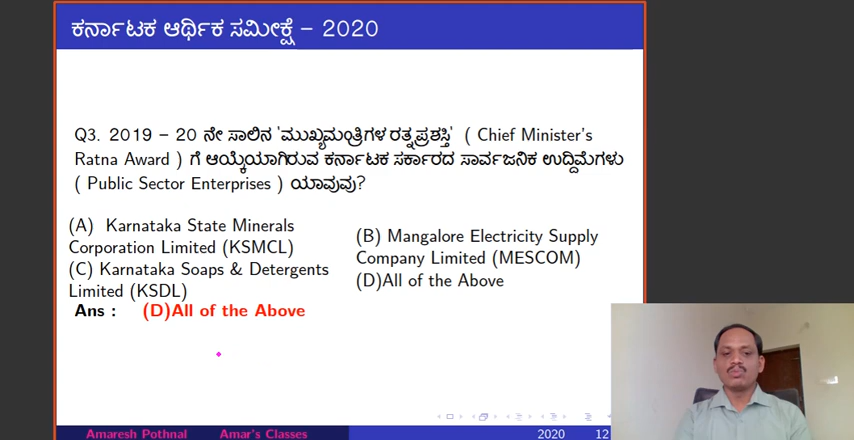 ಕರ್ನಾಟಕ ಆರ್ಥಿಕ ಸಮೀಕ್ಷೆ – 2020
Q3. 2019 – 20 ನೇ ಸಾಲಿನ 'ಮುಖ್ಯಮಂತ್ರಿಗಳ ರತ್ನಪ್ರಶಸ್ತಿ' ( Chief Minister's
Ratna Award ) ಗೆ ಆಯ್ಕೆಯಾಗಿರುವ ಕರ್ನಾಟಕ ಸರ್ಕಾರದ ಸಾರ್ವಜನಿಕ ಉದ್ದಿಮೆಗಳು
( Public Sector Enterprises ) ಯಾವುವು?
(A) Karnataka State Minerals
Corporation Limited (KSMCL)
(B) Mangalore Electricity Supply
Company Limited (MESCOM)
(C) Karnataka Soaps & Detergents
Limited (KSDL)
(D)All of the Above
Ans : (D)All of the Above
Amaresh Pothnal Amar's Classes 2020 12